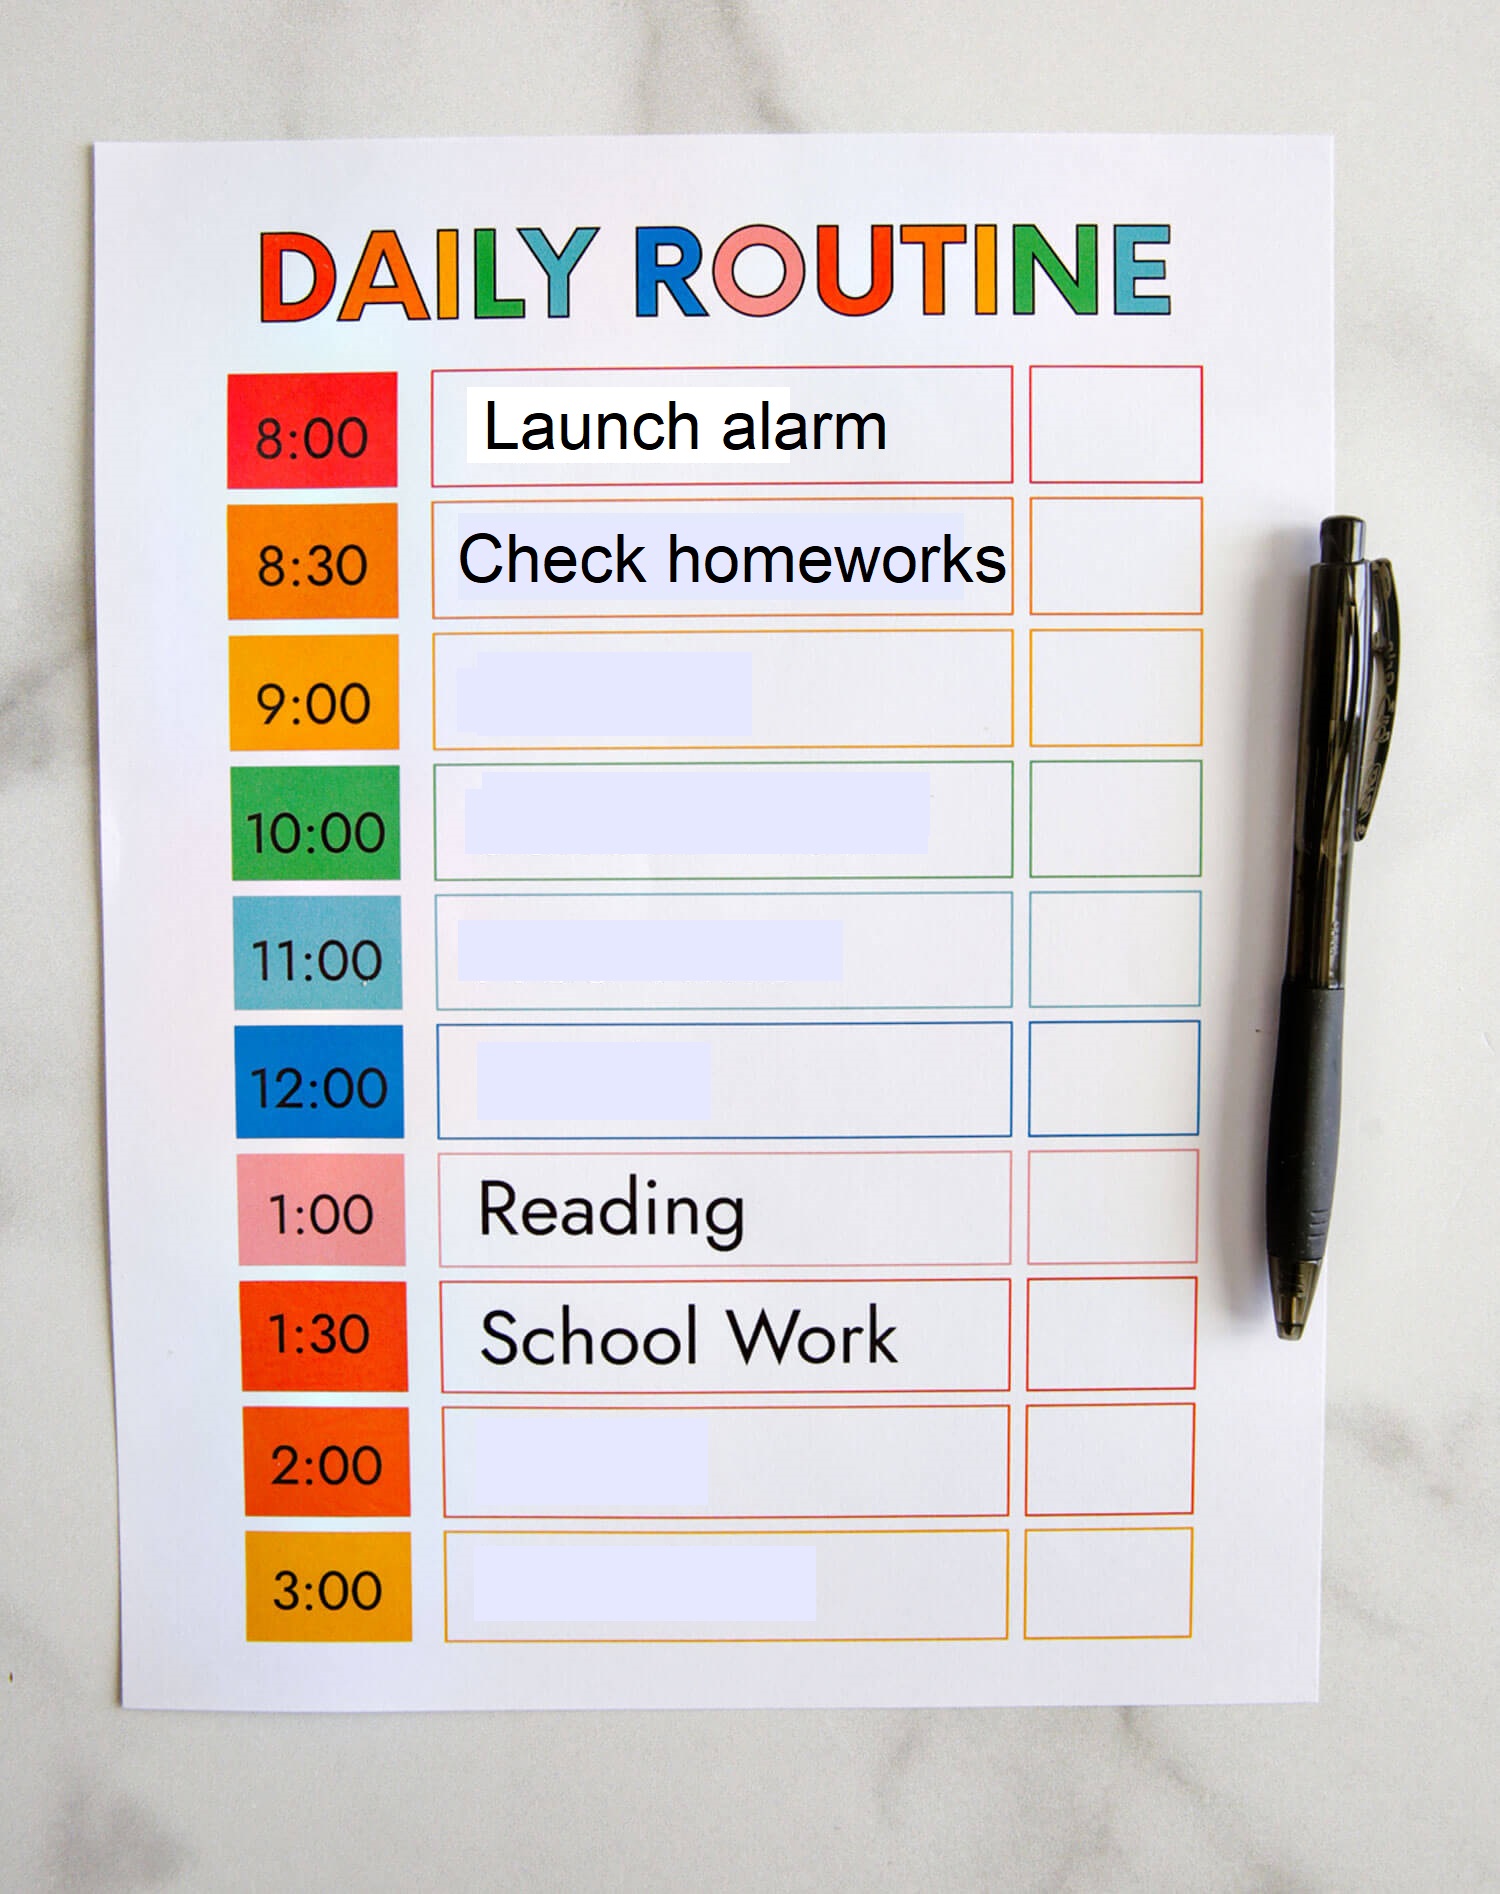 DAILY ROUTINE
8:00 Launch alarm
8:30 Check homeworks
9:00
10:00
11:00
12:00
1:00 Reading
1:30 School Work
2:00
3:00